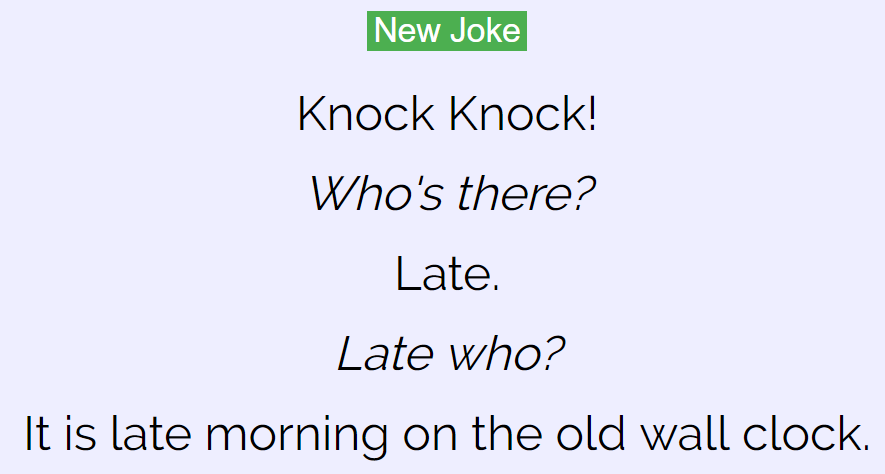 New Joke
Knock Knock!
Who's there?
Late.
Late who?
It is late morning on the old wall clock.